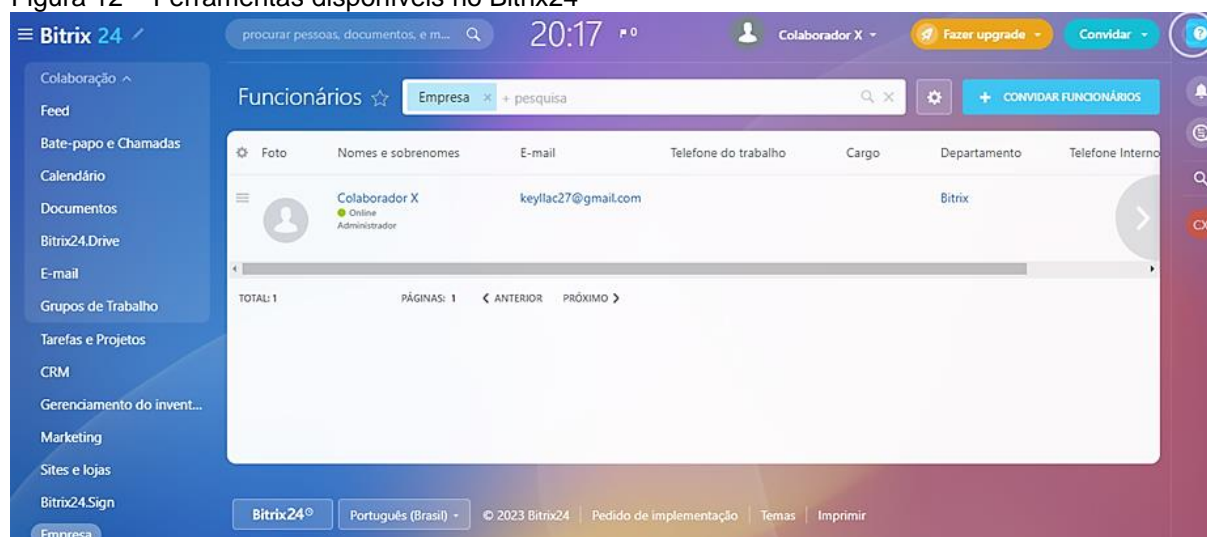 Figura 12 – Ferramentas disponíveis no Bitrix24
Bitrix 24
procurar pessoas, documentos, e m...
20:17
0
Colaborador X
Fazer upgrade
Convidar
?
Colaboração
Feed
Bate-papo e Chamadas
Calendário
Documentos
Bitrix24.Drive
E-mail
Grupos de Trabalho
Tarefas e Projetos
CRM
Gerenciamento do invent...
Marketing
Sites e lojas
Bitrix24.Sign
Empresa
Funcionários
Empresa × + pesquisa
+ CONVIDAR FUNCIONÁRIOS
Foto Nomes e sobrenomes E-mail Telefone do trabalho Cargo Departamento Telefone Interno
Colaborador X keyllac27@gmail.com Bitrix
Online
Administrador
TOTAL: 1 PÁGINAS: 1 ANTERIOR PRÓXIMO
CX
Bitrix24 Português (Brasil) © 2023 Bitrix24 Pedido de implementação Temas Imprimir